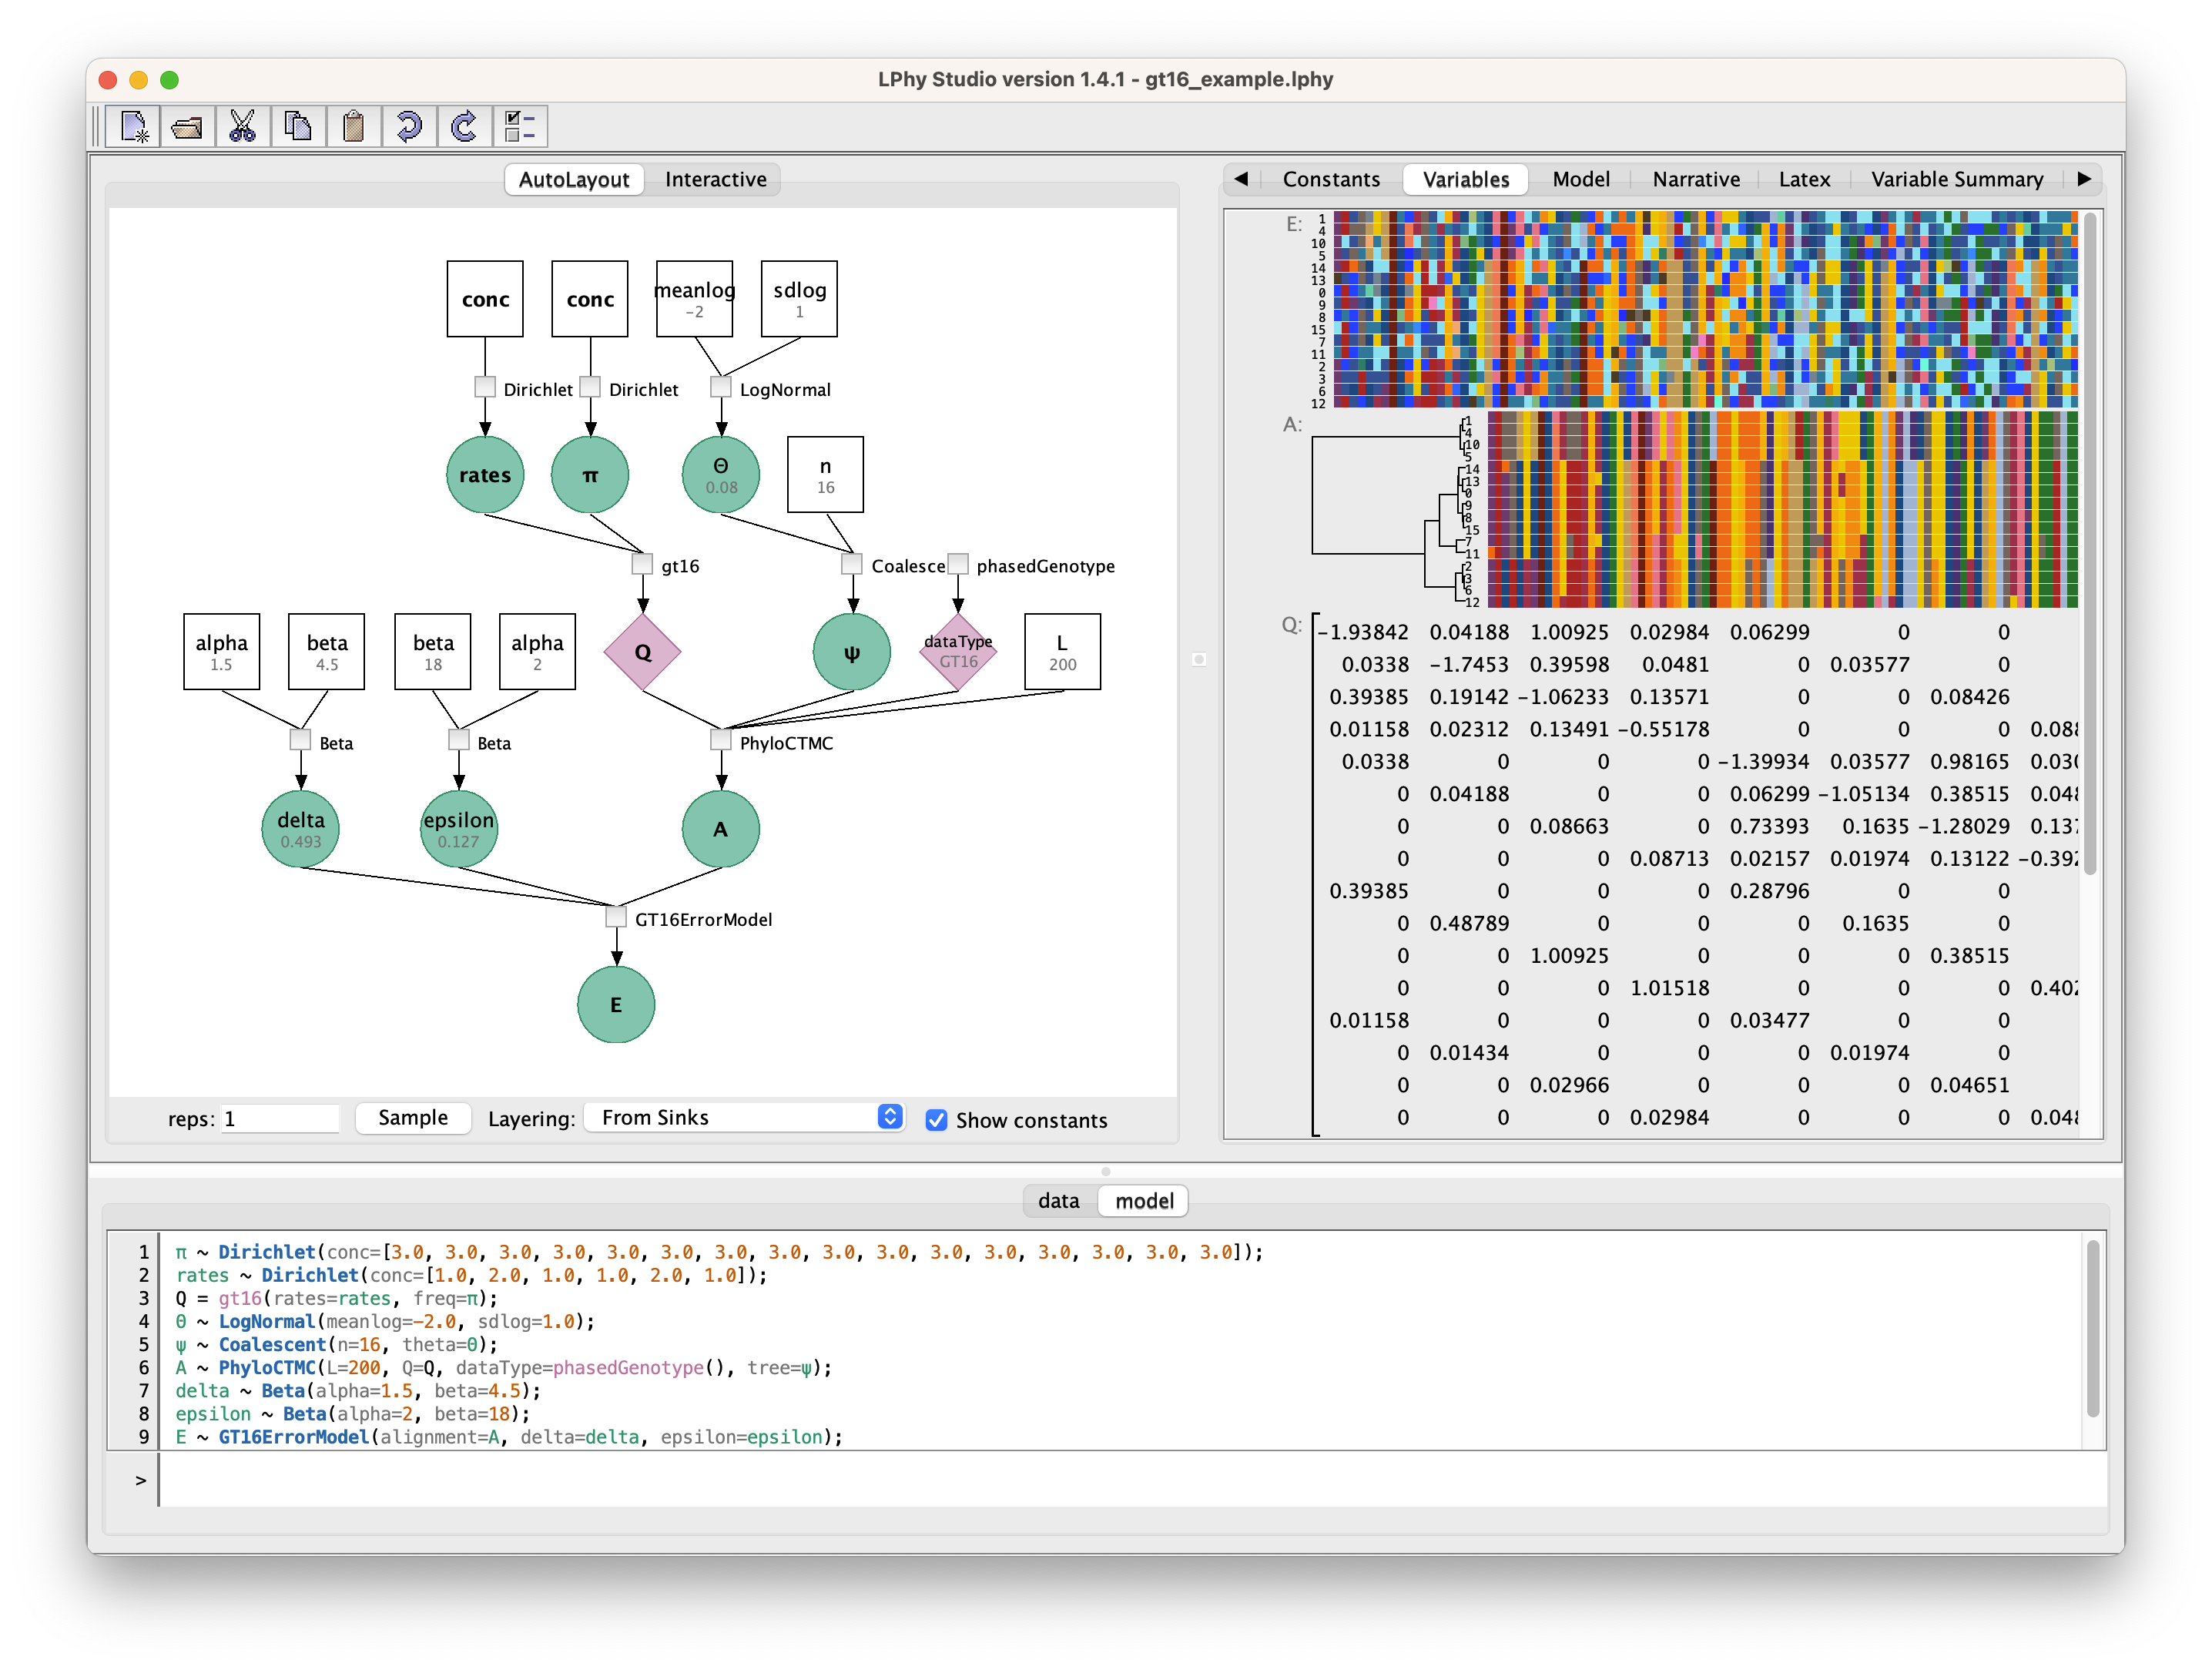 LPhy Studio version 1.4.1 - gt16_example.lphy
AutoLayout Interactive
conc conc meanlog sdlog
-2 1
Dirichlet Dirichlet LogNormal
rates π Θ n
0.08 16
gt16 Coalesce phasedGenotype
alpha beta beta alpha Q ψ dataType L
1.5 4.5 18 2 GT16 200
Beta Beta PhyloCTMC
delta epsilon A
0.493 0.127
GT16ErrorModel
E
reps: 1 Sample Layering: From Sinks Show constants
Constants Variables Model Narrative Latex Variable Summary
E:
1
4
10
5
14
13
0
9
8
15
7
11
2
3
6
12
A:
1
4
10
5
14
13
0
9
8
15
7
11
2
3
6
12
Q:
-1.93842 0.04188 1.00925 0.02984 0.06299 0 0
0.0338 -1.7453 0.39598 0.0481 0 0.03577 0
0.39385 0.19142 -1.06233 0.13571 0 0 0.08426
0.01158 0.02312 0.13491 -0.55178 0 0 0 0.088
0.0338 0 0 0 -1.39934 0.03577 0.98165 0.030
0 0.04188 0 0 0.06299 -1.05134 0.38515 0.048
0 0 0.08663 0 0.73393 0.1635 -1.28029 0.137
0 0 0 0.08713 0.02157 0.01974 0.13122 -0.392
0.39385 0 0 0 0.28796 0 0
0 0.48789 0 0 0 0.1635 0
0 0 1.00925 0 0 0 0.38515
0 0 0 1.01518 0 0 0 0.402
0.01158 0 0 0 0.03477 0 0
0 0.01434 0 0 0 0.01974 0
0 0 0.02966 0 0 0 0.04651
0 0 0 0.02984 0 0 0 0.048
data model
1 π ~ Dirichlet(conc=[3.0, 3.0, 3.0, 3.0, 3.0, 3.0, 3.0, 3.0, 3.0, 3.0, 3.0, 3.0, 3.0, 3.0, 3.0, 3.0]);
2 rates ~ Dirichlet(conc=[1.0, 2.0, 1.0, 1.0, 2.0, 1.0]);
3 Q = gt16(rates=rates, freq=π);
4 Θ ~ LogNormal(meanlog=-2.0, sdlog=1.0);
5 ψ ~ Coalescent(n=16, theta=Θ);
6 A ~ PhyloCTMC(L=200, Q=Q, dataType=phasedGenotype(), tree=ψ);
7 delta ~ Beta(alpha=1.5, beta=4.5);
8 epsilon ~ Beta(alpha=2, beta=18);
9 E ~ GT16ErrorModel(alignment=A, delta=delta, epsilon=epsilon);
>